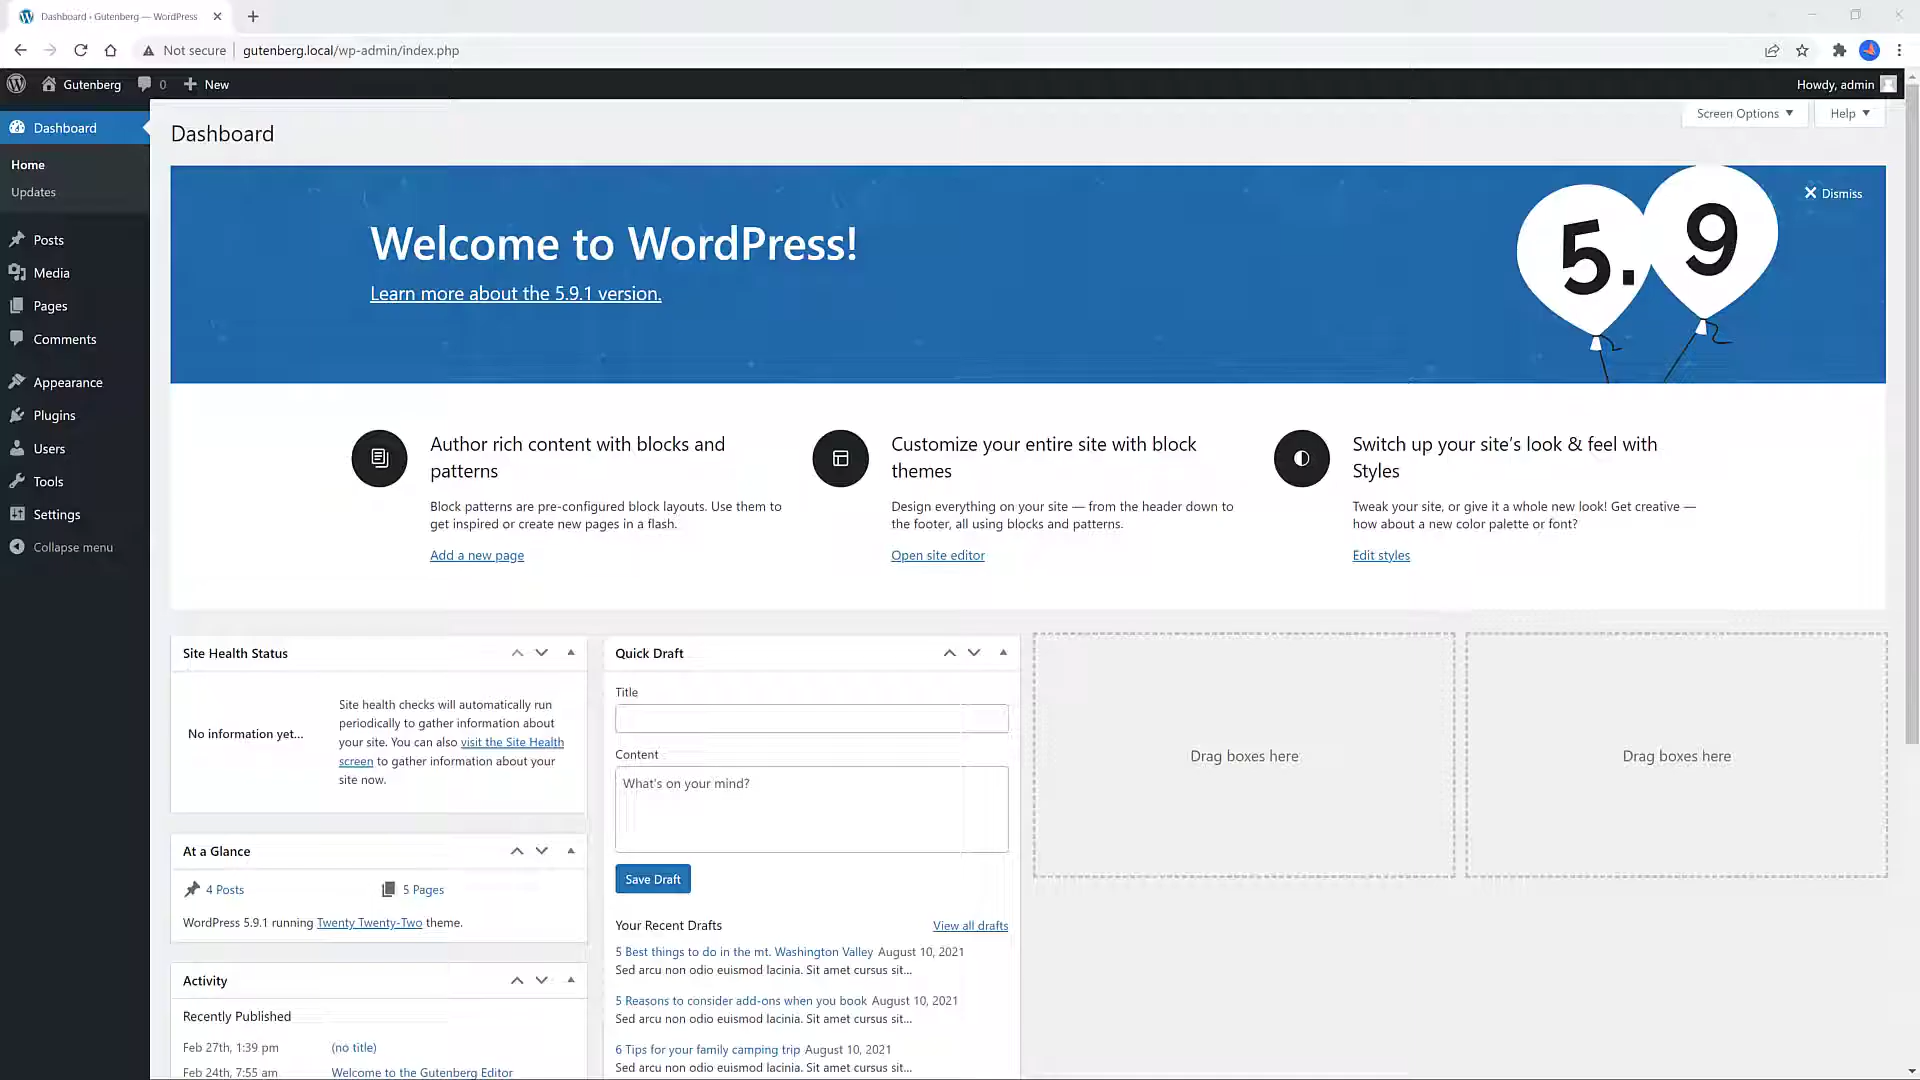 Dashboard ‹ Gutenberg — WordPress
Not secure
gutenberg.local/wp-admin/index.php
Gutenberg
0
New
Howdy, admin
Screen Options
Help
Dashboard
Home
Updates
Posts
Media
Pages
Comments
Appearance
Plugins
Users
Tools
Settings
Collapse menu
Dashboard
Dismiss
Welcome to WordPress!
Learn more about the 5.9.1 version.
5.9
Author rich content with blocks and
patterns
Block patterns are pre-configured block layouts. Use them to
get inspired or create new pages in a flash.
Add a new page
Customize your entire site with block
themes
Design everything on your site — from the header down to
the footer, all using blocks and patterns.
Open site editor
Switch up your site’s look & feel with
Styles
Tweak your site, or give it a whole new look! Get creative —
how about a new color palette or font?
Edit styles
Site Health Status
No information yet...
Site health checks will automatically run
periodically to gather information about
your site. You can also visit the Site Health
screen to gather information about your
site now.
At a Glance
4 Posts
5 Pages
WordPress 5.9.1 running Twenty Twenty-Two theme.
Activity
Recently Published
Feb 27th, 1:39 pm
(no title)
Feb 24th, 7:55 am
Welcome to the Gutenberg Editor
Quick Draft
Title
Content
What's on your mind?
Save Draft
Your Recent Drafts
View all drafts
5 Best things to do in the mt. Washington Valley August 10, 2021
Sed arcu non odio euismod lacinia. Sit amet cursus sit…
5 Reasons to consider add-ons when you book August 10, 2021
Sed arcu non odio euismod lacinia. Sit amet cursus sit…
6 Tips for your family camping trip August 10, 2021
Sed arcu non odio euismod lacinia. Sit amet cursus sit…
Drag boxes here
Drag boxes here